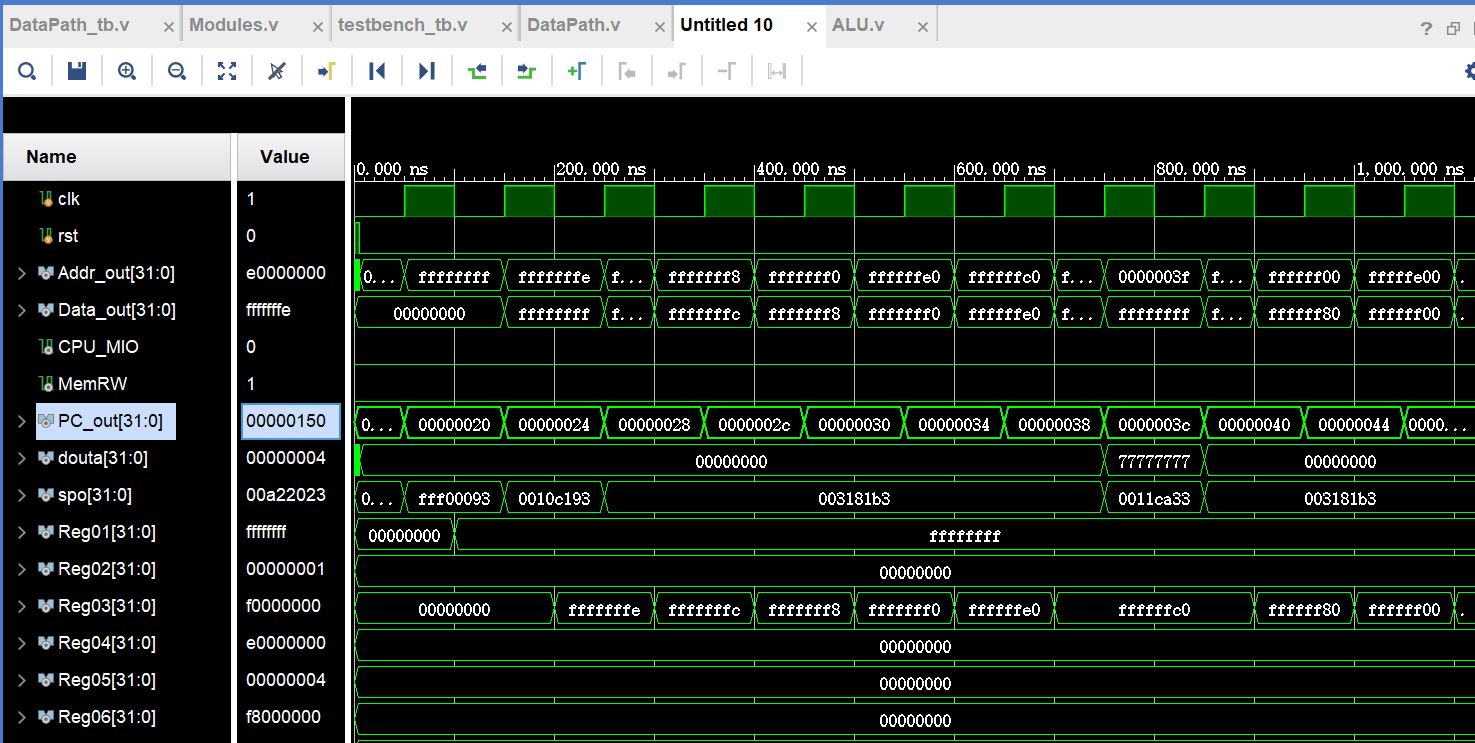 DataPath_tb.v × Modules.v × testbench_tb.v × DataPath.v × Untitled 10 × ALU.v × ?
Name Value
0.000 ns 200.000 ns 400.000 ns 600.000 ns 800.000 ns 1,000.000 ns
clk 1
rst 0
Addr_out[31:0] e0000000 0... ffffffff fffffffe f... fffffff8 fffffff0 ffffffe0 ffffffc0 f... 0000003f f... ffffff00 fffffe00 .
Data_out[31:0] fffffffe 00000000 ffffffff f... fffffffc fffffff8 fffffff0 ffffffe0 f... ffffffff f... ffffff80 ffffff00 .
CPU_MIO 0
MemRW 1
PC_out[31:0] 00000150 0... 00000020 00000024 00000028 0000002c 00000030 00000034 00000038 0000003c 00000040 00000044 0000...
douta[31:0] 00000004 00000000 77777777 00000000
spo[31:0] 00a22023 0... fff00093 0010c193 003181b3 0011ca33 003181b3
Reg01[31:0] ffffffff 00000000 ffffffff
Reg02[31:0] 00000001 00000000
Reg03[31:0] f0000000 00000000 fffffffe fffffffc fffffff8 fffffff0 ffffffe0 ffffffc0 ffffff80 ffffff00 .
Reg04[31:0] e0000000 00000000
Reg05[31:0] 00000004 00000000
Reg06[31:0] f8000000 00000000